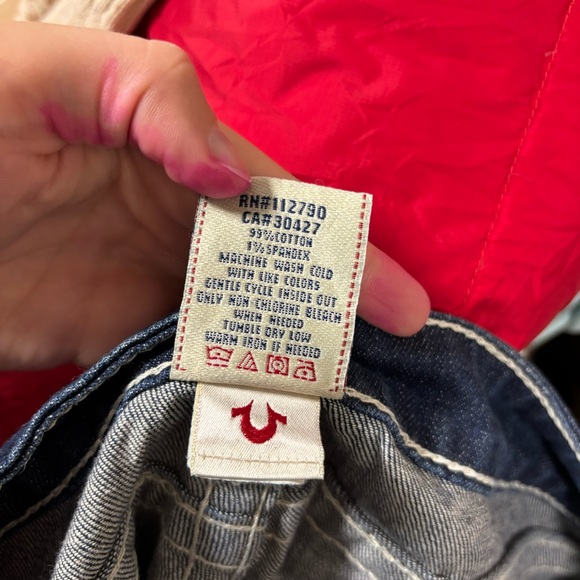 RN#112790
CA#30427
99%COTTON
1%SPANDEX
MACHINE WASH COLD
WITH LIKE COLORS
GENTLE CYCLE INSIDE OUT
ONLY NON CHLORINE BLEACH
WHEN NEEDED
TUMBLE DRY LOW
WARM IRON IF NEEDED